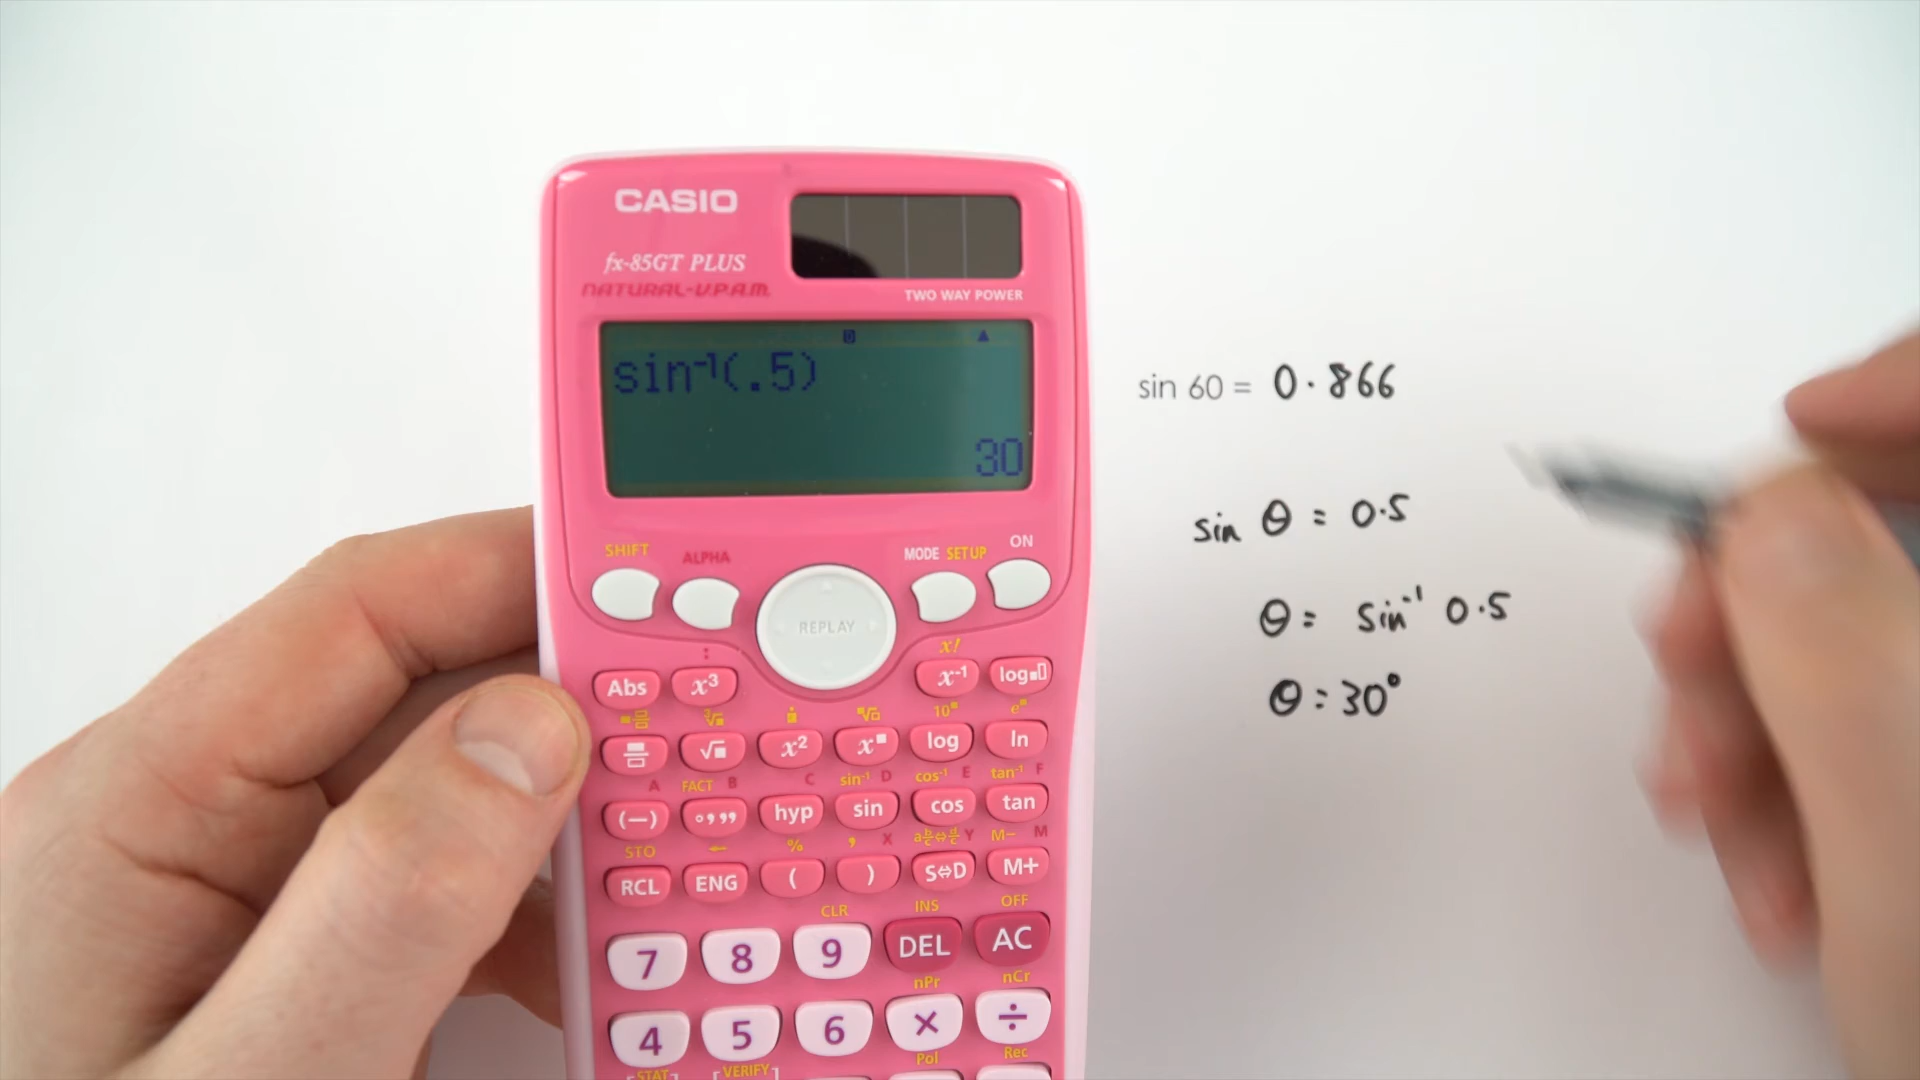 CASIO
fx-85GT PLUS
NATURAL-V.P.A.M.
TWO WAY POWER
D ▲
sin⁻¹(.5)
30
SHIFT ALPHA MODE SETUP ON
REPLAY
: x!
Abs x³ x⁻¹ log
10 e
√ x² x log ln
A FACT B C sin⁻¹ D cos⁻¹ E tan⁻¹ F
(−) °,,, hyp sin cos tan
STO ← % , X a b/c⇔d/c Y M− M
RCL ENG ( ) S⇔D M+
CLR INS OFF
7 8 9 DEL AC
nPr nCr
4 5 6 × ÷
[STAT] [VERIFY] Pol Rec
sin 60 = 0.866
sin θ = 0.5
θ = sin⁻¹ 0.5
θ = 30°